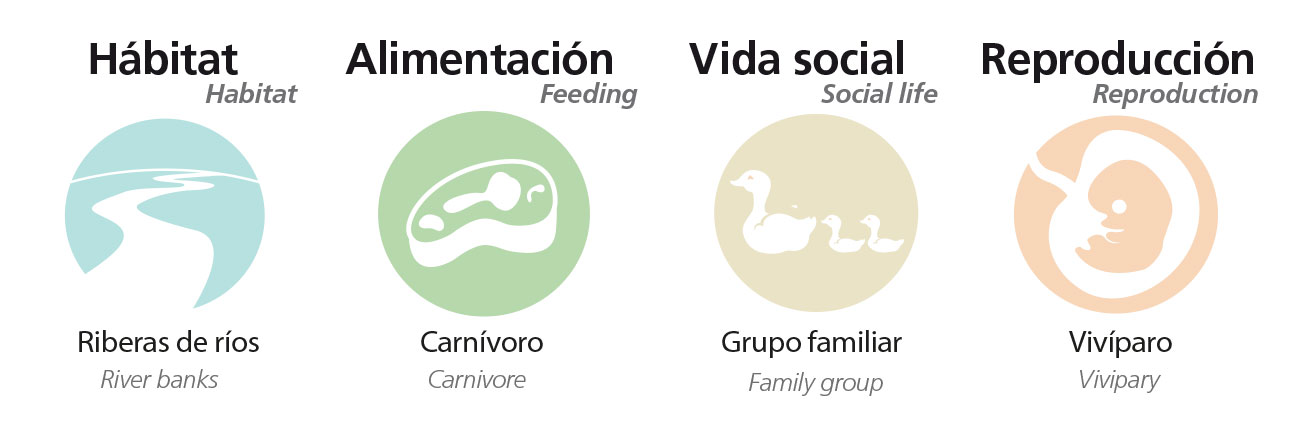 Hábitat
Habitat
Alimentación
Feeding
Vida social
Social life
Reproducción
Reproduction
Riberas de ríos
River banks
Carnívoro
Carnivore
Grupo familiar
Family group
Vivíparo
Vivipary